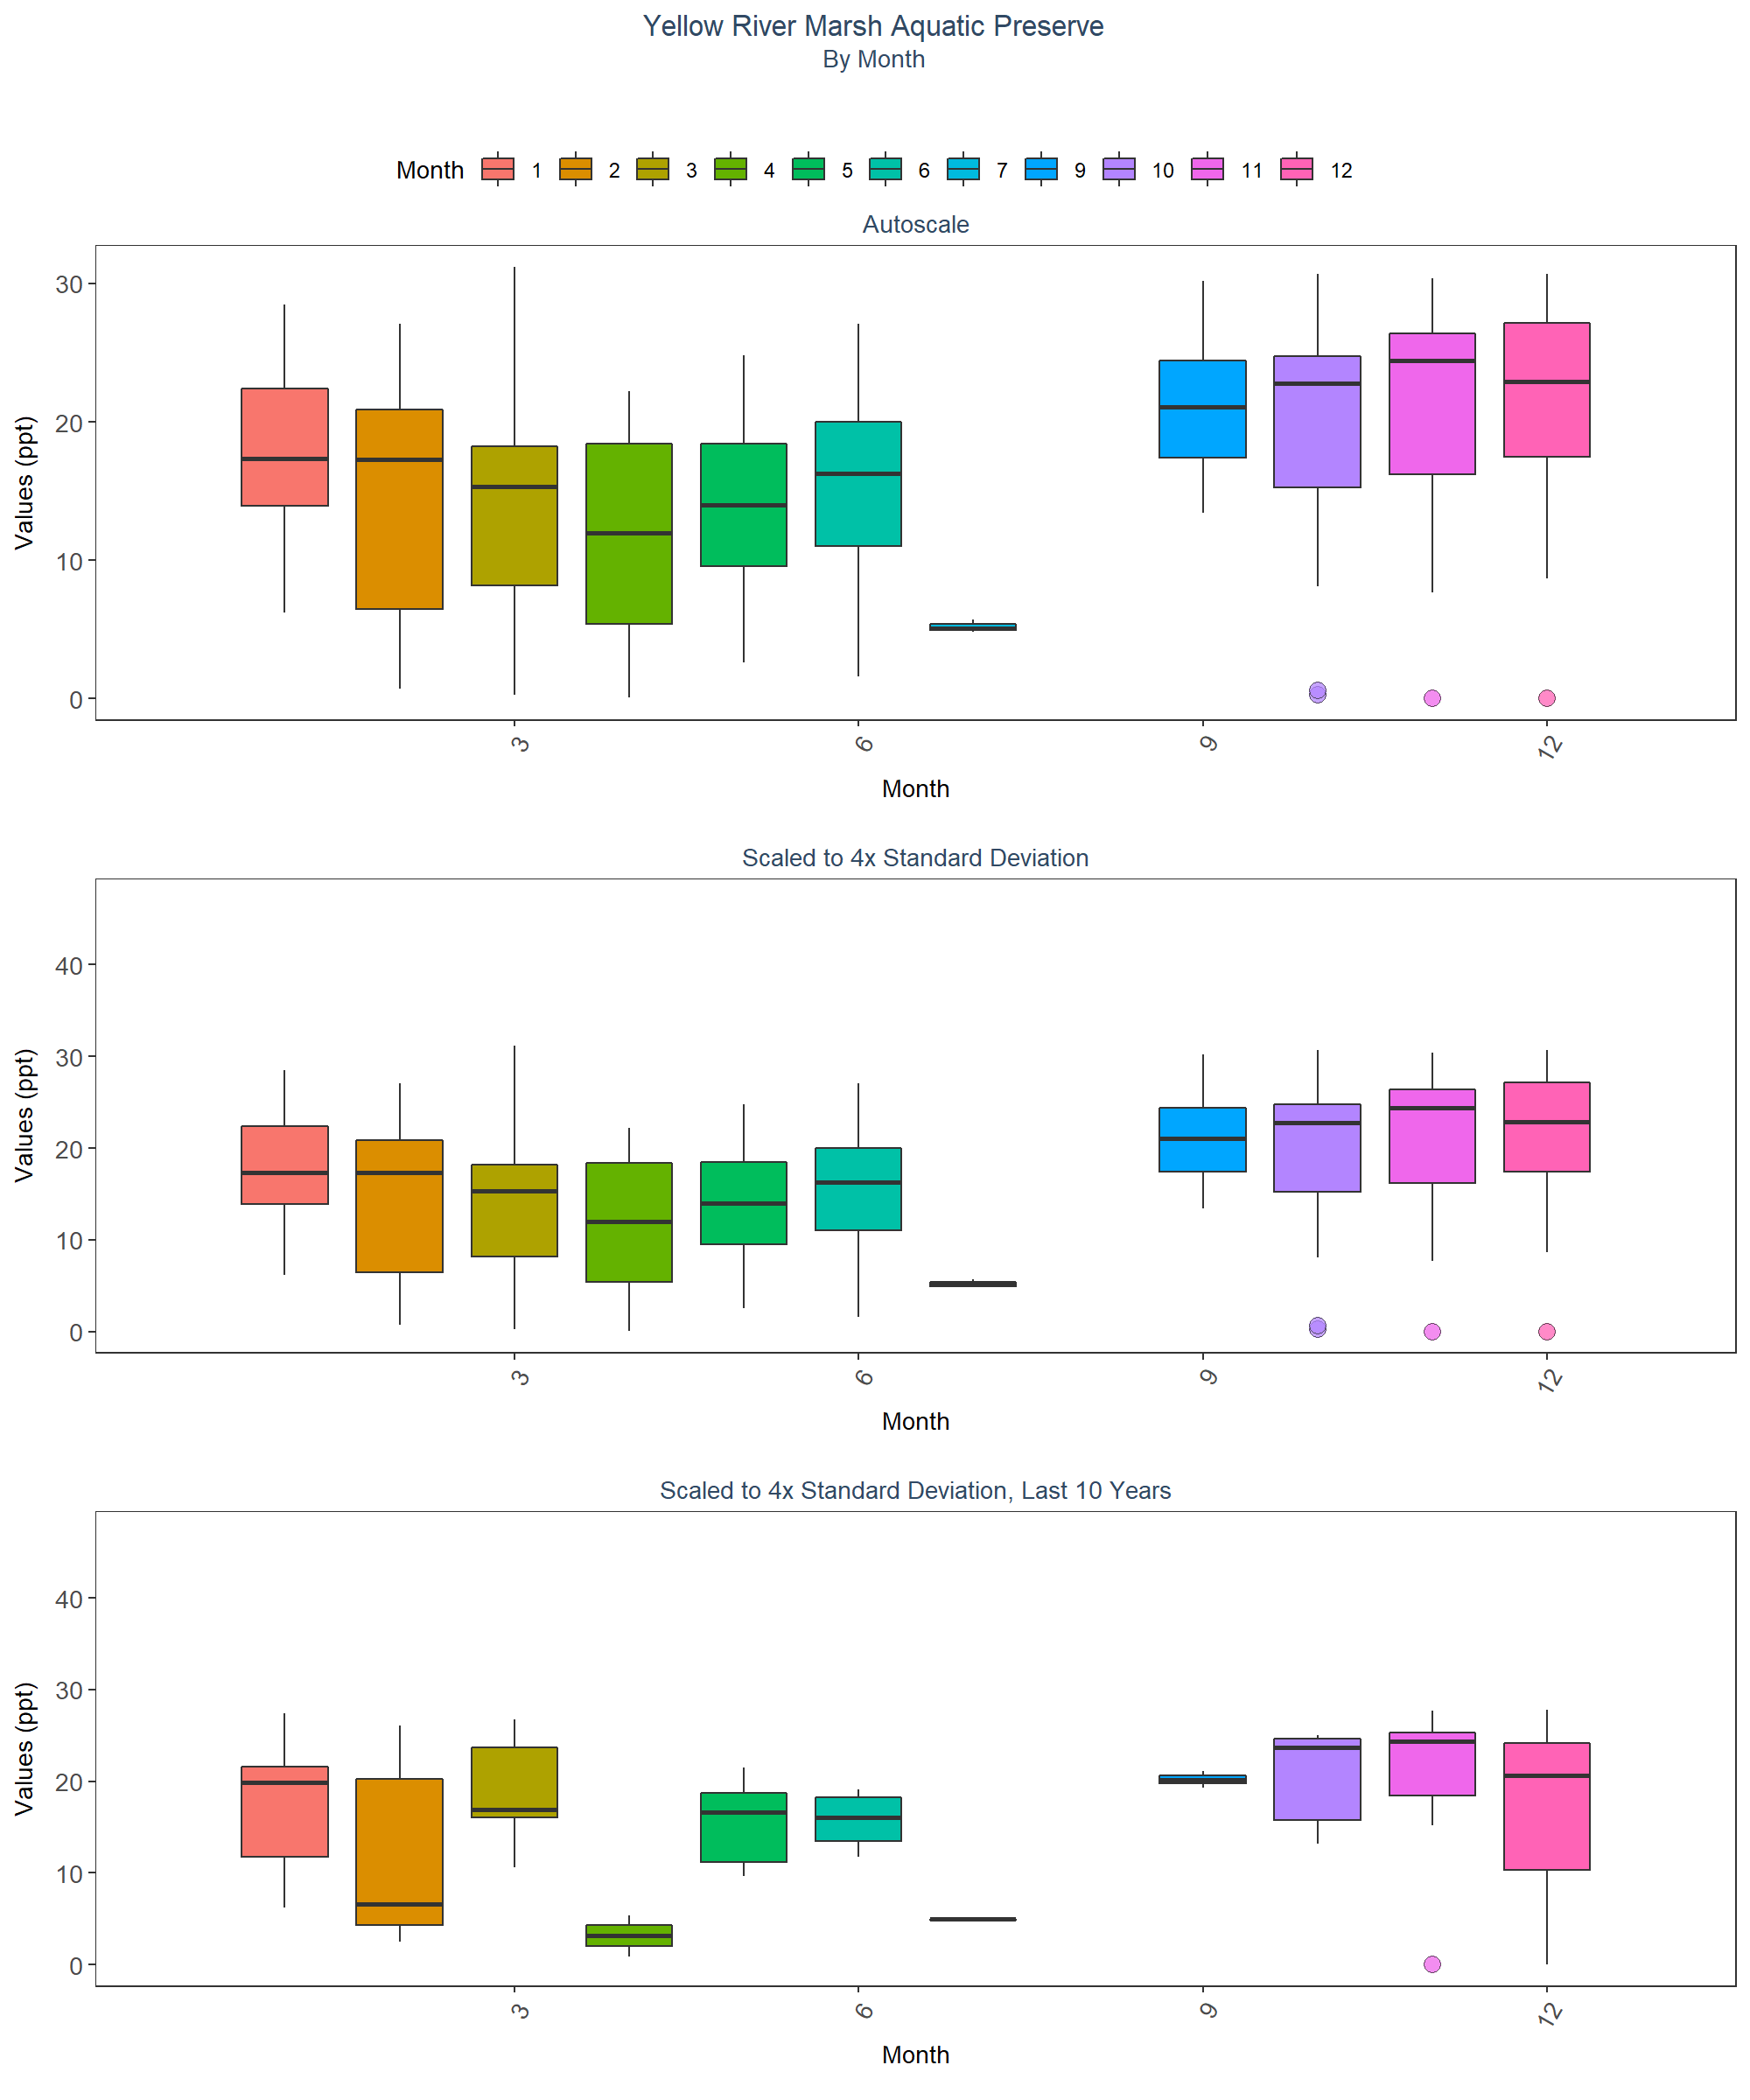 Yellow River Marsh Aquatic Preserve
By Month
Month 1 2 3 4 5 6 7 9 10 11 12
Autoscale
Values (ppt)
30
20
10
0
3 6 9 12
Month
Scaled to 4x Standard Deviation
Values (ppt)
40
30
20
10
0
3 6 9 12
Month
Scaled to 4x Standard Deviation, Last 10 Years
Values (ppt)
40
30
20
10
0
3 6 9 12
Month